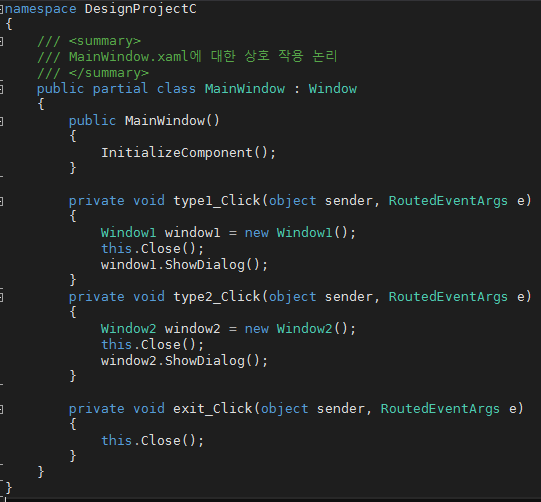 namespace DesignProjectC
{
/// <summary>
/// MainWindow.xaml에 대한 상호 작용 논리
/// </summary>
public partial class MainWindow : Window
{
public MainWindow()
{
InitializeComponent();
}
private void type1_Click(object sender, RoutedEventArgs e)
{
Window1 window1 = new Window1();
this.Close();
window1.ShowDialog();
}
private void type2_Click(object sender, RoutedEventArgs e)
{
Window2 window2 = new Window2();
this.Close();
window2.ShowDialog();
}
private void exit_Click(object sender, RoutedEventArgs e)
{
this.Close();
}
}
}